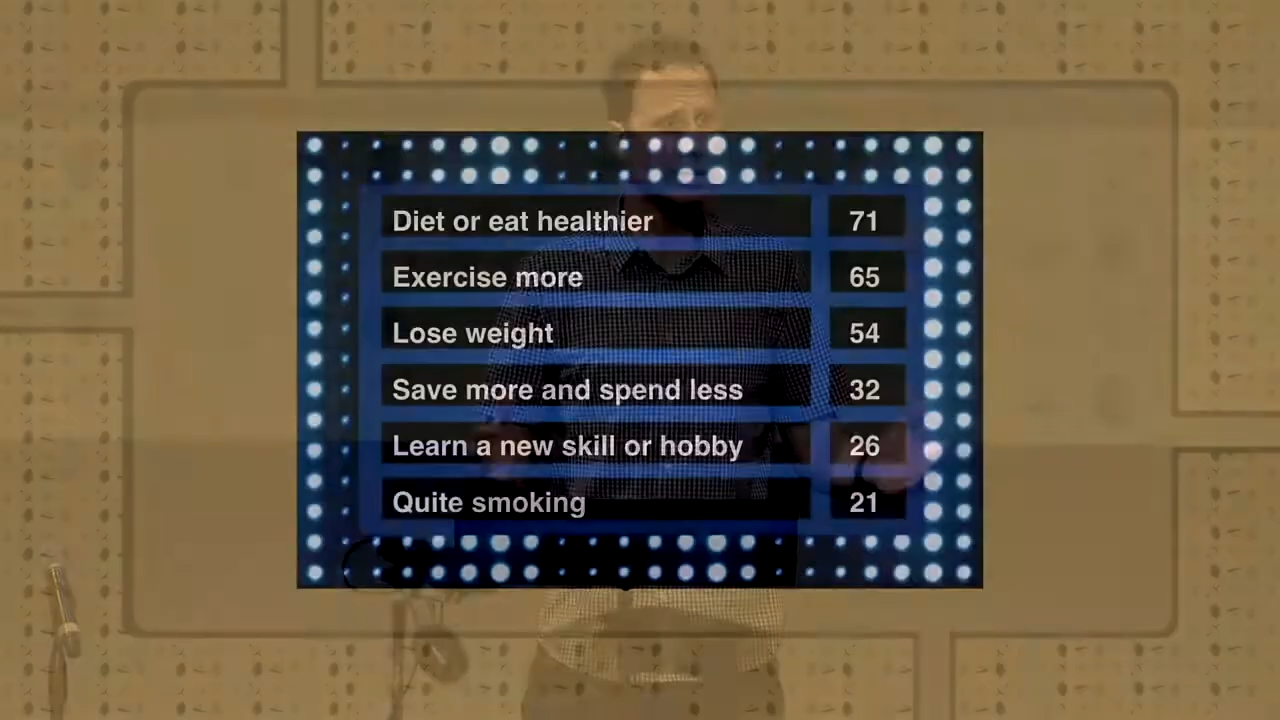 Diet or eat healthier 71
Exercise more 65
Lose weight 54
Save more and spend less 32
Learn a new skill or hobby 26
Quite smoking 21